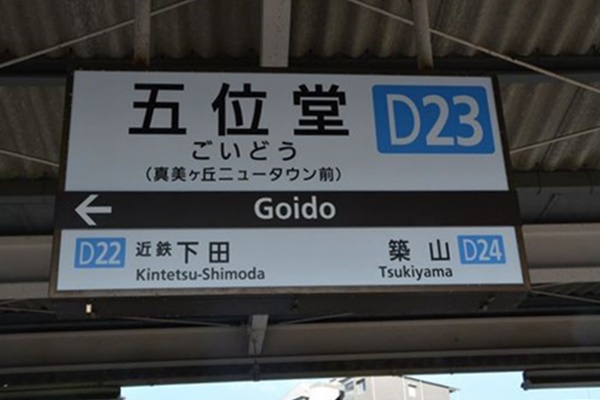 五位堂 D23
ごいどう
(真美ヶ丘ニュータウン前)
← Goido
D22 近鉄下田 築山 D24
Kintetsu-Shimoda Tsukiyama